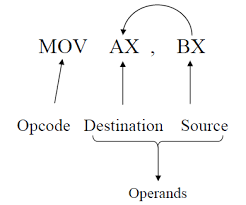 MOV AX , BX
Opcode Destination Source
Operands